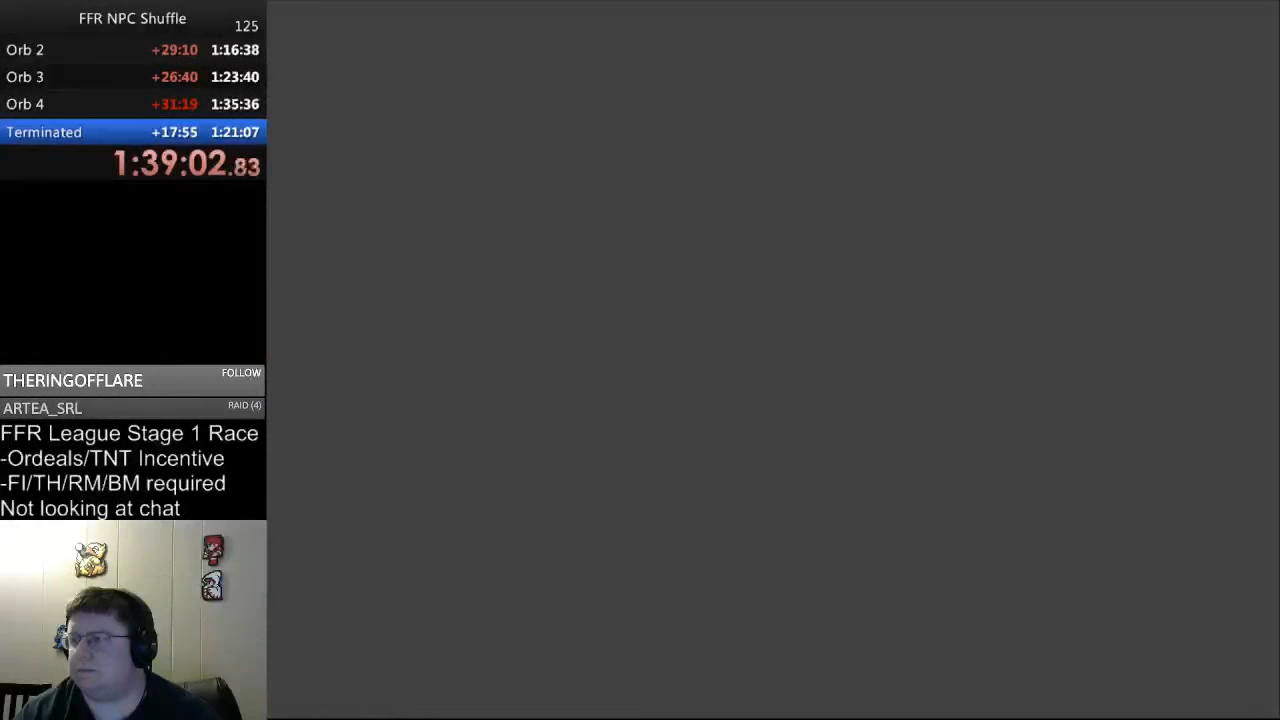 FFR NPC Shuffle
125
Orb 2 +29:10 1:16:38
Orb 3 +26:40 1:23:40
Orb 4 +31:19 1:35:36
Terminated +17:55 1:21:07
1:39:02.83
THERINGOFFLARE FOLLOW
ARTEA_SRL RAID (4)
FFR League Stage 1 Race
-Ordeals/TNT Incentive
-FI/TH/RM/BM required
Not looking at chat